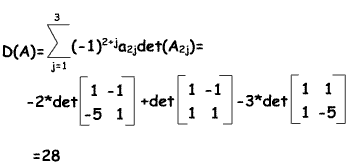 D(A)=∑_{j=1}^{3} (-1)^{2+j} a_{2j} det(A_{2j})=
-2*det[1 -1; -5 1] +det[1 -1; 1 1] -3*det[1 1; 1 -5]
=28